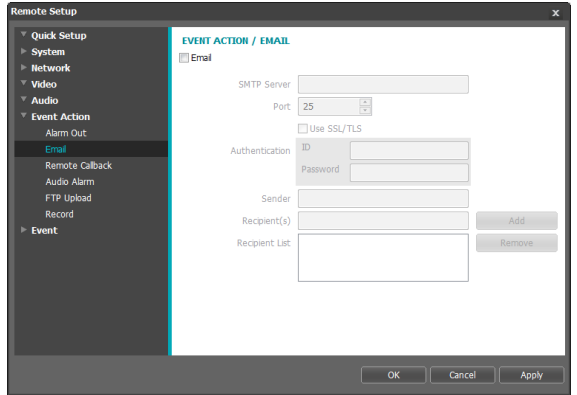 Remote Setup x
Quick Setup
System
Network
Video
Audio
Event Action
Alarm Out
Email
Remote Callback
Audio Alarm
FTP Upload
Record
Event
EVENT ACTION / EMAIL
Email
SMTP Server
Port 25
Use SSL/TLS
Authentication ID
Password
Sender
Recipient(s) Add
Recipient List Remove
OK Cancel Apply